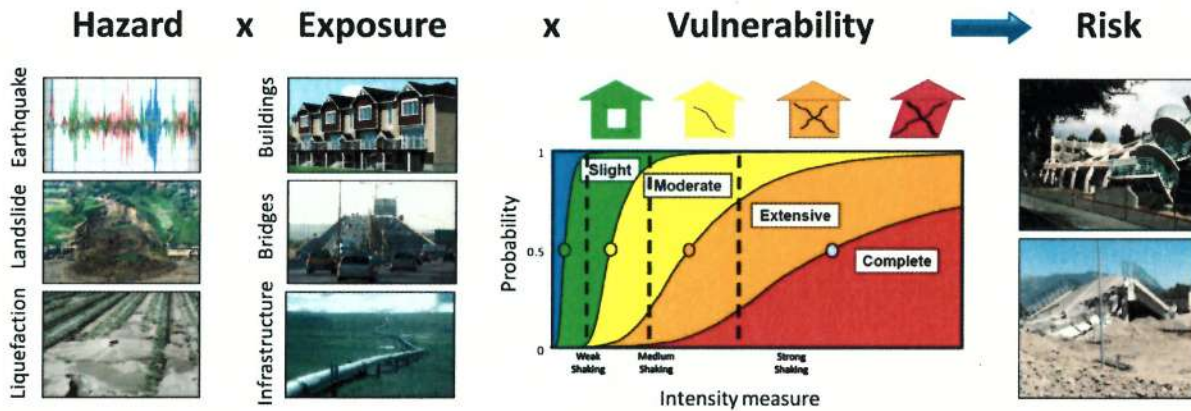 Hazard x Exposure x Vulnerability Risk
Earthquake
Landslide
Liquefaction
Buildings
Bridges
Infrastructure
Probability
1
0.5
0
Slight
Moderate
Extensive
Complete
Weak
Shaking
Medium
Shaking
Strong
Shaking
Intensity measure